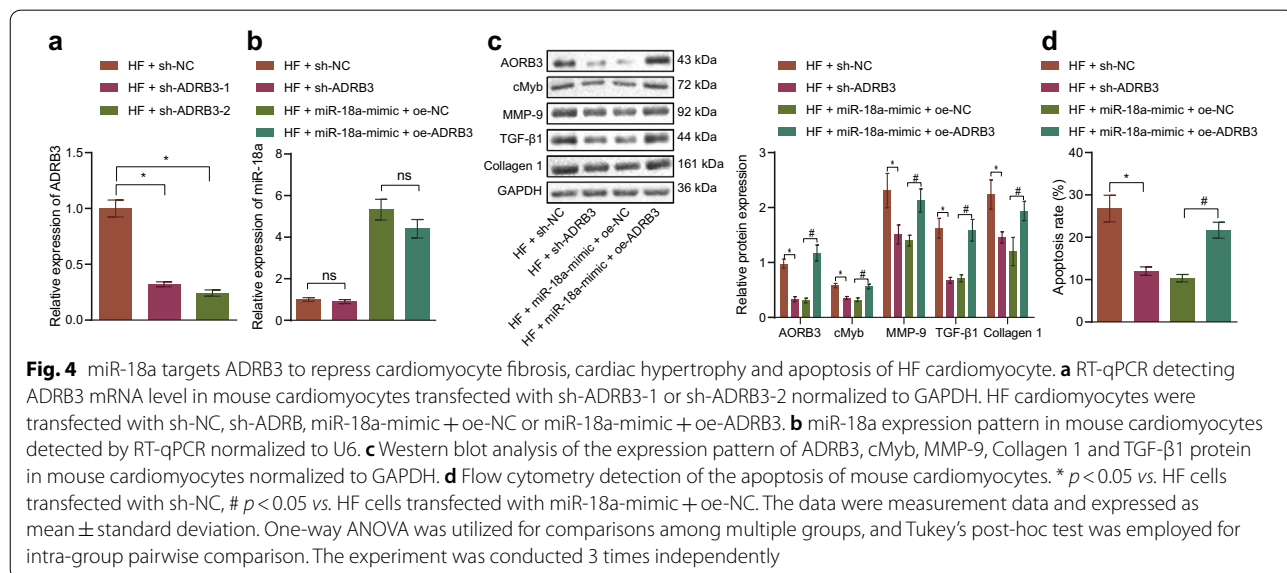 a
HF + sh-NC
HF + sh-ADRB3-1
HF + sh-ADRB3-2
Relative expression of ADRB3
1.5
1.0
0.5
0.0
*
*
b
HF + sh-NC
HF + sh-ADRB3
HF + miR-18a-mimic + oe-NC
HF + miR-18a-mimic + oe-ADRB3
Relative expression of miR-18a
8
6
4
2
0
ns
ns
c
AORB3
43 kDa
cMyb
72 kDa
MMP-9
92 kDa
TGF-β1
44 kDa
Collagen 1
161 kDa
GAPDH
36 kDa
HF + sh-NC
HF + sh-ADRB3
HF + miR-18a-mimic + oe-NC
HF + miR-18a-mimic + oe-ADRB3
HF + sh-NC
HF + sh-ADRB3
HF + miR-18a-mimic + oe-NC
HF + miR-18a-mimic + oe-ADRB3
Relative protein expression
3
2
1
0
* # * # * # * # * #
AORB3 cMyb MMP-9 TGF-β1 Collagen 1
d
HF + sh-NC
HF + sh-ADRB3
HF + miR-18a-mimic + oe-NC
HF + miR-18a-mimic + oe-ADRB3
Apoptosis rate (%)
40
30
20
10
0
*
#
Fig. 4 miR-18a targets ADRB3 to repress cardiomyocyte fibrosis, cardiac hypertrophy and apoptosis of HF cardiomyocyte. a RT-qPCR detecting
ADRB3 mRNA level in mouse cardiomyocytes transfected with sh-ADRB3-1 or sh-ADRB3-2 normalized to GAPDH. HF cardiomyocytes were
transfected with sh-NC, sh-ADRB, miR-18a-mimic + oe-NC or miR-18a-mimic + oe-ADRB3. b miR-18a expression pattern in mouse cardiomyocytes
detected by RT-qPCR normalized to U6. c Western blot analysis of the expression pattern of ADRB3, cMyb, MMP-9, Collagen 1 and TGF-β1 protein
in mouse cardiomyocytes normalized to GAPDH. d Flow cytometry detection of the apoptosis of mouse cardiomyocytes. * p < 0.05 vs. HF cells
transfected with sh-NC, # p < 0.05 vs. HF cells transfected with miR-18a-mimic + oe-NC. The data were measurement data and expressed as
mean ± standard deviation. One-way ANOVA was utilized for comparisons among multiple groups, and Tukey's post-hoc test was employed for
intra-group pairwise comparison. The experiment was conducted 3 times independently